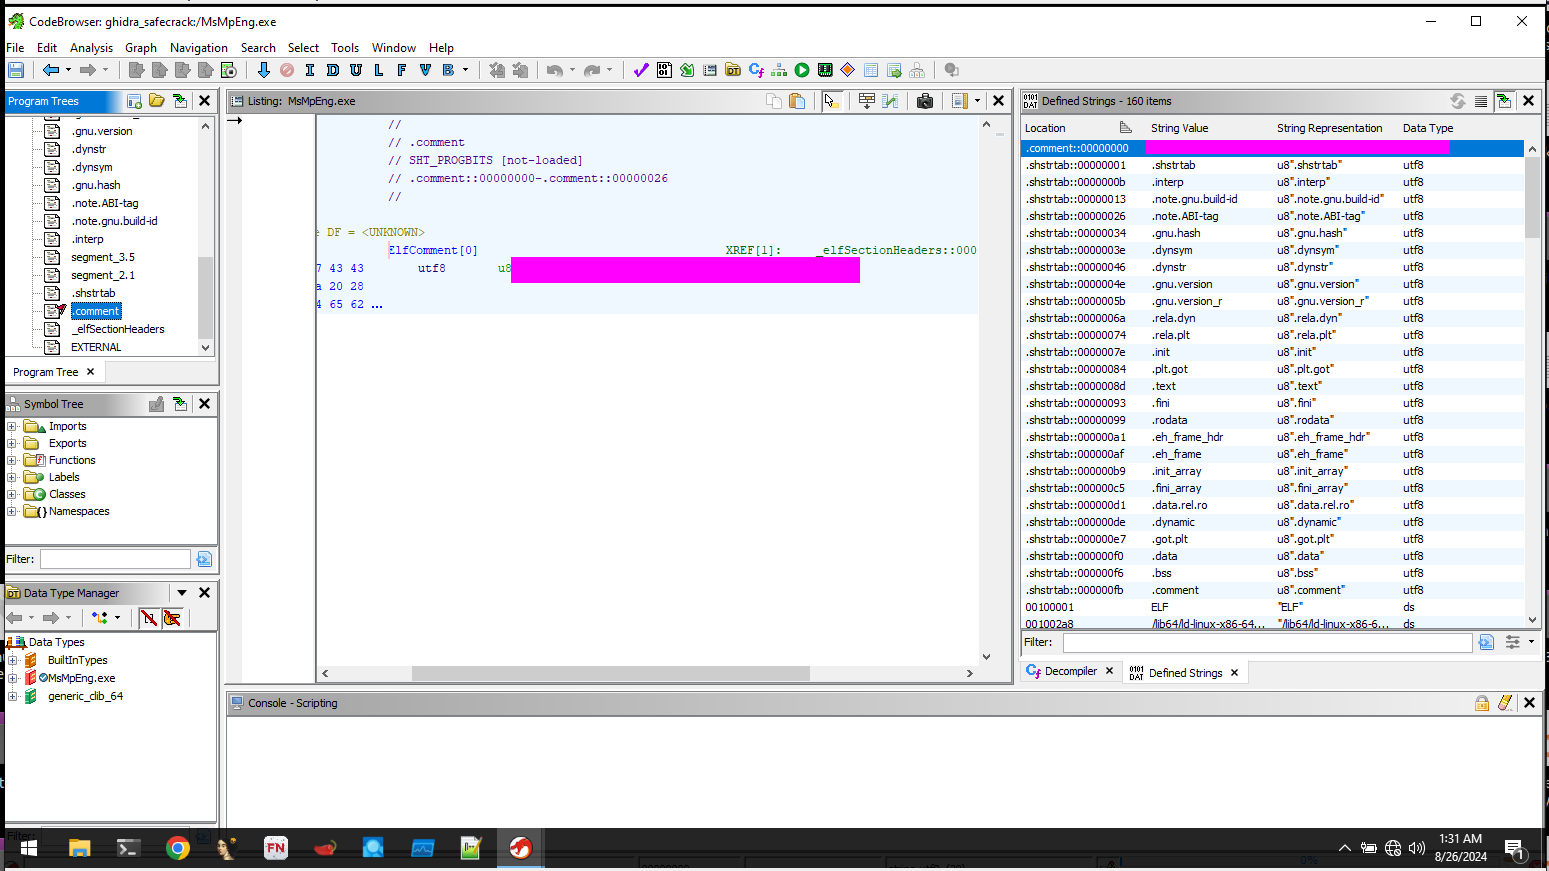 CodeBrowser: ghidra_safecrack:/MsMpEng.exe
File Edit Analysis Graph Navigation Search Select Tools Window Help
I D U L F V B
Program Trees
.gnu.version
.dynstr
.dynsym
.gnu.hash
.note.ABI-tag
.note.gnu.build-id
.interp
segment_3.5
segment_2.1
.shstrtab
.comment
_elfSectionHeaders
EXTERNAL
Program Tree
Symbol Tree
Imports
Exports
Functions
Labels
Classes
Namespaces
Filter:
Data Type Manager
Data Types
BuiltInTypes
MsMpEng.exe
generic_clib_64
Filter:
Listing: MsMpEng.exe
//
// .comment
// SHT_PROGBITS [not-loaded]
// .comment::00000000-.comment::00000026
//
DF = <UNKNOWN>
ElfComment[0] XREF[1]: _elfSectionHeaders::000
7 43 43 utf8 u8
a 20 28
4 65 62 ...
Defined Strings - 160 items
Location String Value String Representation Data Type
.comment::00000000
.shstrtab::00000001 .shstrtab u8".shstrtab" utf8
.shstrtab::0000000b .interp u8".interp" utf8
.shstrtab::00000013 .note.gnu.build-id u8".note.gnu.build-id" utf8
.shstrtab::00000026 .note.ABI-tag u8".note.ABI-tag" utf8
.shstrtab::00000034 .gnu.hash u8".gnu.hash" utf8
.shstrtab::0000003e .dynsym u8".dynsym" utf8
.shstrtab::00000046 .dynstr u8".dynstr" utf8
.shstrtab::0000004e .gnu.version u8".gnu.version" utf8
.shstrtab::0000005b .gnu.version_r u8".gnu.version_r" utf8
.shstrtab::0000006a .rela.dyn u8".rela.dyn" utf8
.shstrtab::00000074 .rela.plt u8".rela.plt" utf8
.shstrtab::0000007e .init u8".init" utf8
.shstrtab::00000084 .plt.got u8".plt.got" utf8
.shstrtab::0000008d .text u8".text" utf8
.shstrtab::00000093 .fini u8".fini" utf8
.shstrtab::00000099 .rodata u8".rodata" utf8
.shstrtab::000000a1 .eh_frame_hdr u8".eh_frame_hdr" utf8
.shstrtab::000000af .eh_frame u8".eh_frame" utf8
.shstrtab::000000b9 .init_array u8".init_array" utf8
.shstrtab::000000c5 .fini_array u8".fini_array" utf8
.shstrtab::000000d1 .data.rel.ro u8".data.rel.ro" utf8
.shstrtab::000000de .dynamic u8".dynamic" utf8
.shstrtab::000000e7 .got.plt u8".got.plt" utf8
.shstrtab::000000f0 .data u8".data" utf8
.shstrtab::000000f6 .bss u8".bss" utf8
.shstrtab::000000fb .comment u8".comment" utf8
00100001 ELF "ELF" ds
001002a8 /lib64/ld-linux-x86-64... "/lib64/ld-linux-x86-6... ds
Filter:
Decompiler
Defined Strings
Console - Scripting
FN
1:31 AM
8/26/2024
1
0%